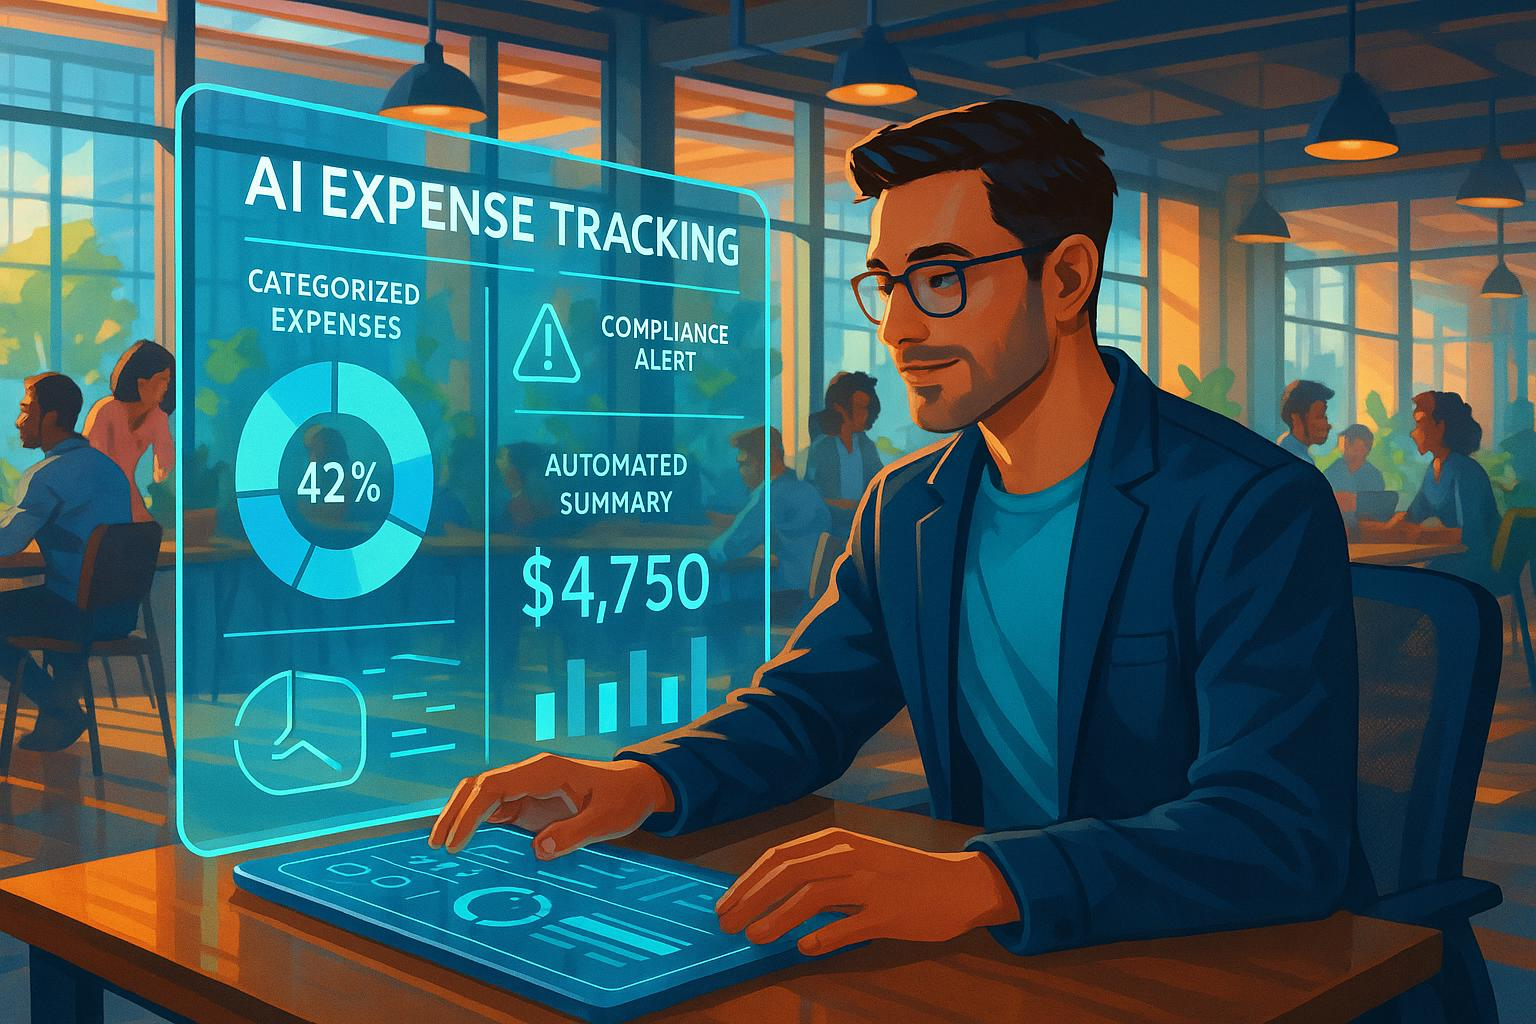 AI EXPENSE TRACKING
CATEGORIZED
EXPENSES
42%
COMPLIANCE
ALERT
AUTOMATED
SUMMARY
$4,750